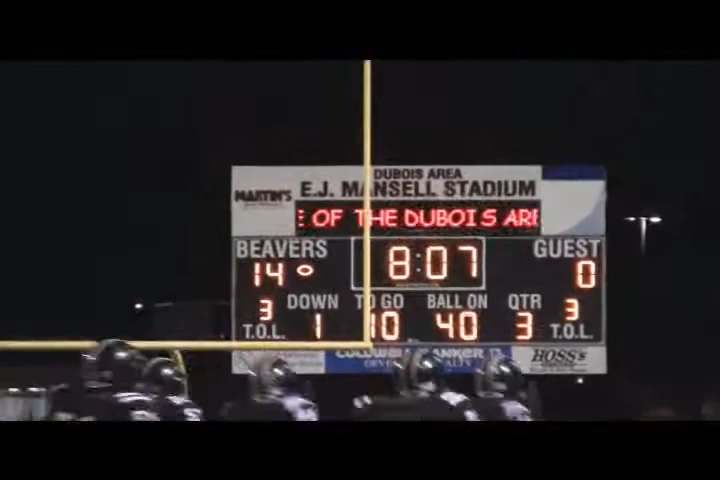 DUBOIS AREA
MARTIN'S E.J. MANSELL STADIUM
OF THE DUBOIS ARE
BEAVERS 8:07 GUEST
14 0
3 DOWN TO GO BALL ON QTR 3
T.O.L. 1 10 40 3 T.O.L.
COLDWELL BANKER HOSS'S